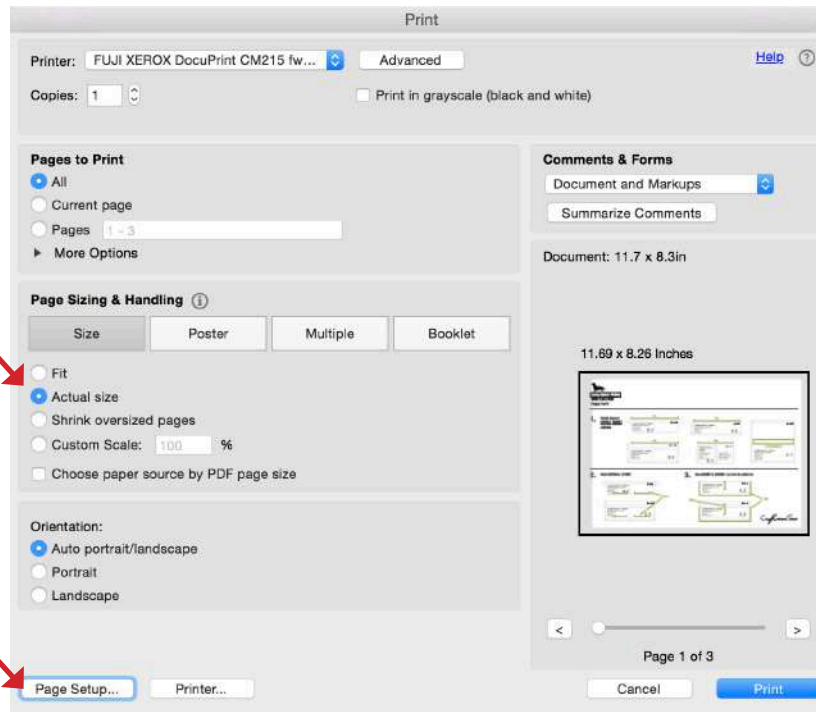 Print
Printer: FUJI XEROX DocuPrint CM215 fw... Advanced Help ?
Copies: 1 Print in grayscale (black and white)
Pages to Print
All
Current page
Pages 1 - 3
More Options
Comments & Forms
Document and Markups
Summarize Comments
Document: 11.7 x 8.3in
Page Sizing & Handling
Size Poster Multiple Booklet
Fit
Actual size
Shrink oversized pages
Custom Scale: 100 %
Choose paper source by PDF page size
11.69 x 8.26 Inches
1.
2. 3.
Orientation:
Auto portrait/landscape
Portrait
Landscape
< >
Page 1 of 3
Page Setup... Printer... Cancel Print